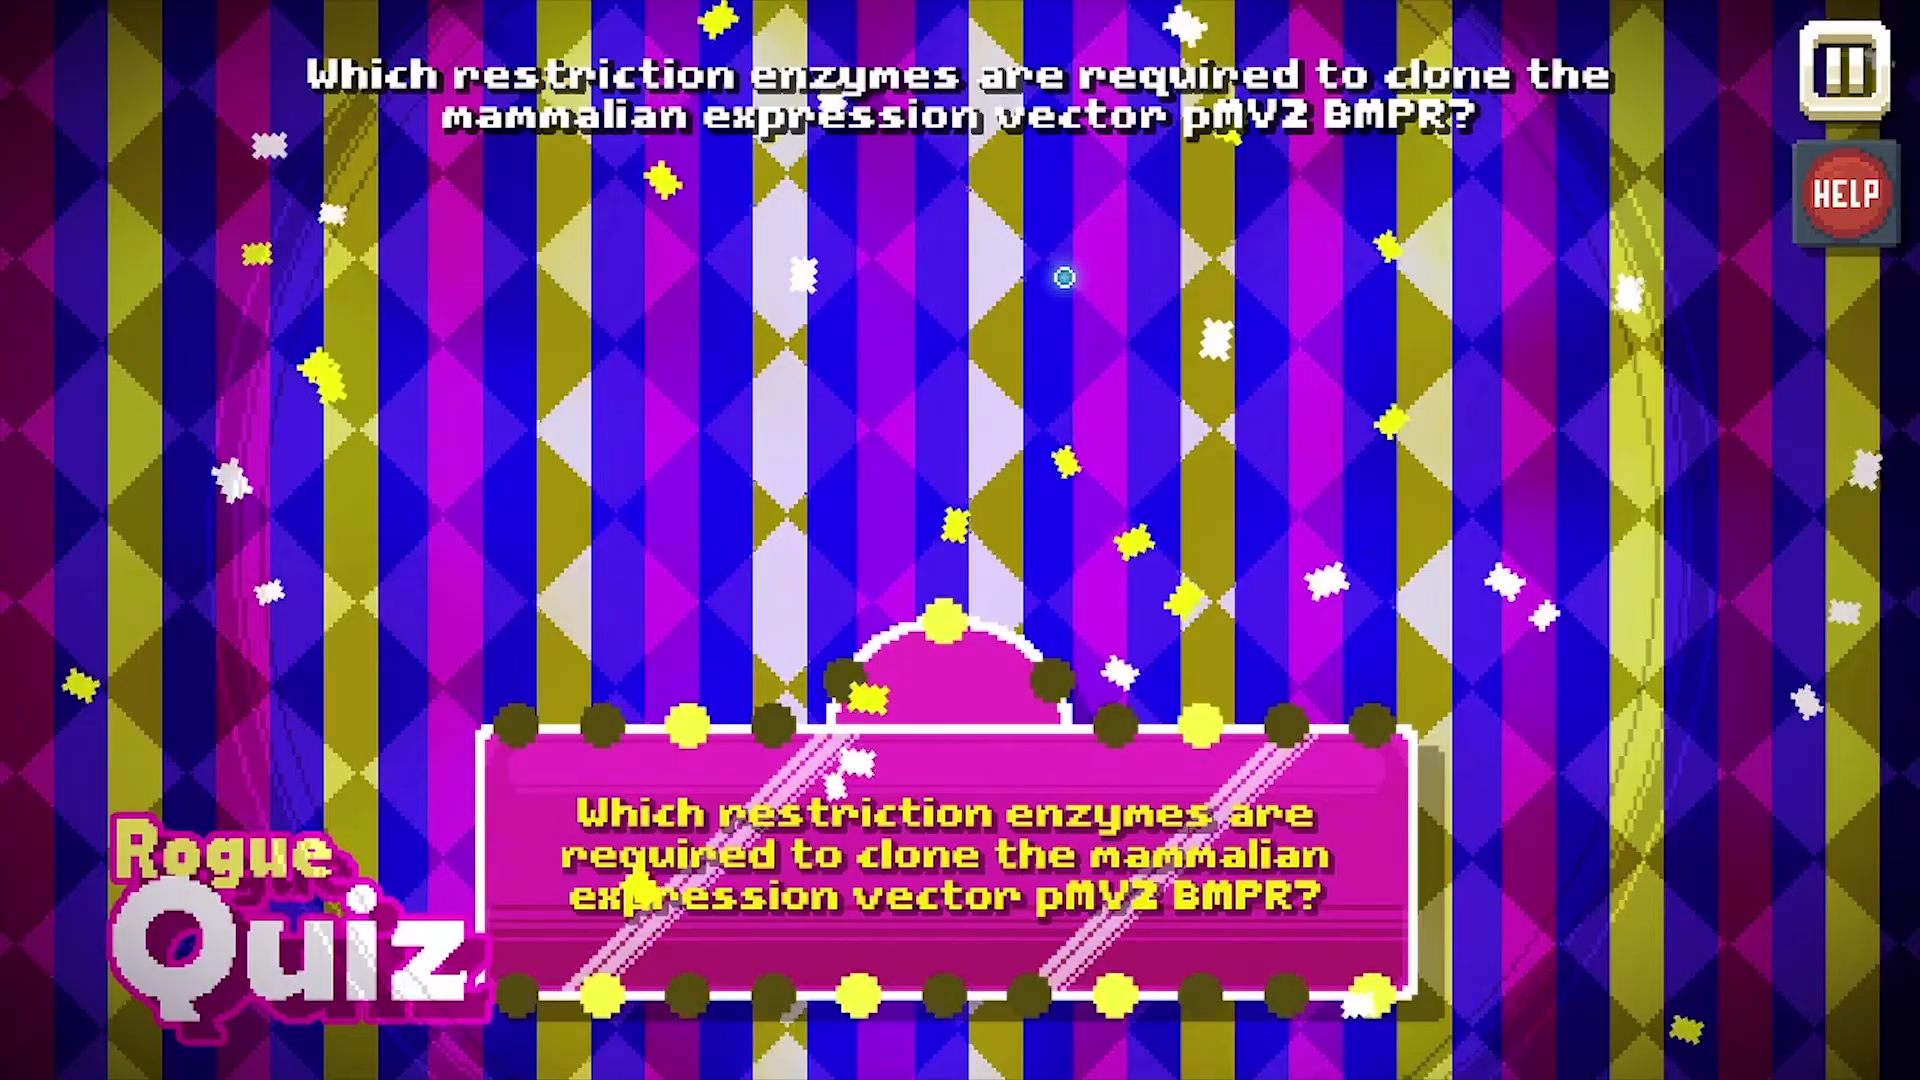 Which restriction enzymes are required to clone the
mammalian expression vector pMV2 BMPR?
HELP
Which restriction enzymes are
required to clone the mammalian
expression vector pMV2 BMPR?
Rogue
Quiz